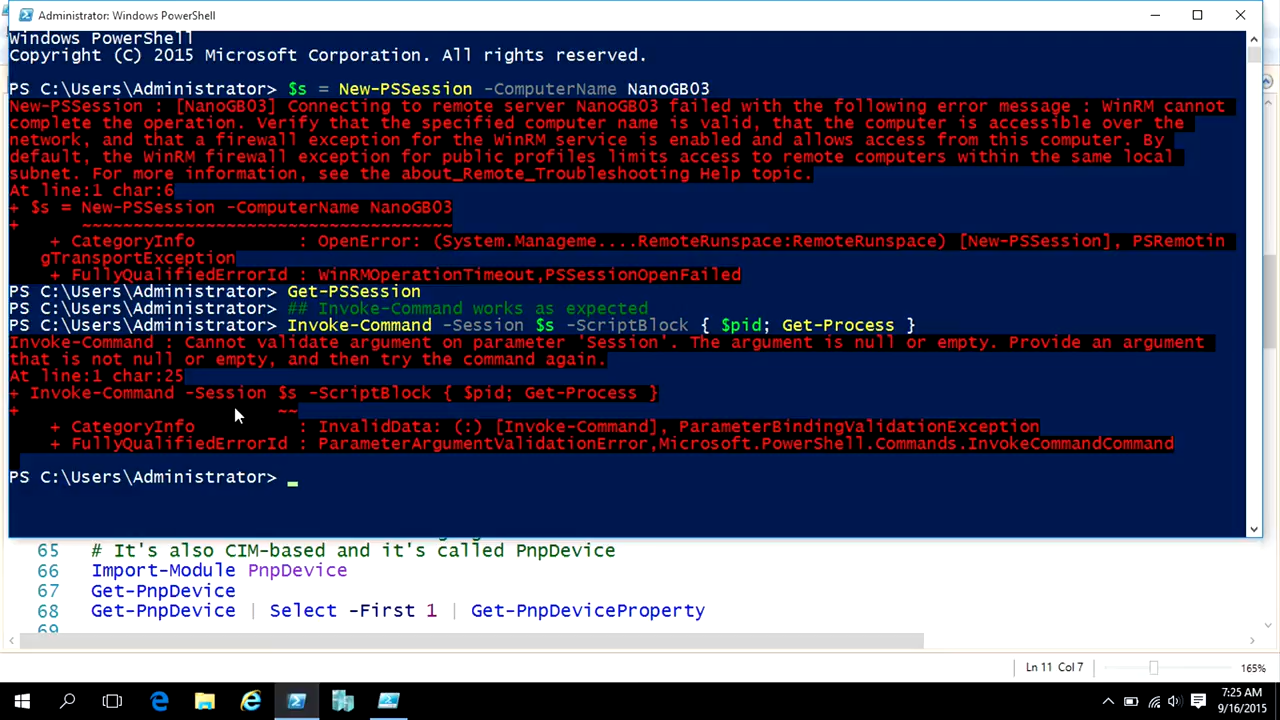 Administrator: Windows PowerShell
Windows PowerShell
Copyright (C) 2015 Microsoft Corporation. All rights reserved.
PS C:\Users\Administrator> $s = New-PSSession -ComputerName NanoGB03
New-PSSession : [NanoGB03] Connecting to remote server NanoGB03 failed with the following error message : WinRM cannot
complete the operation. Verify that the specified computer name is valid, that the computer is accessible over the
network, and that a firewall exception for the WinRM service is enabled and allows access from this computer. By
default, the WinRM firewall exception for public profiles limits access to remote computers within the same local
subnet. For more information, see the about_Remote_Troubleshooting Help topic.
At line:1 char:6
+ $s = New-PSSession -ComputerName NanoGB03
+      ~~~~~~~~~~~~~~~~~~~~~~~~~~~~~~~~~~~~
+ CategoryInfo          : OpenError: (System.Manageme....RemoteRunspace:RemoteRunspace) [New-PSSession], PSRemotin
gTransportException
+ FullyQualifiedErrorId : WinRMOperationTimeout,PSSessionOpenFailed
PS C:\Users\Administrator> Get-PSSession
PS C:\Users\Administrator> ## Invoke-Command works as expected
PS C:\Users\Administrator> Invoke-Command -Session $s -ScriptBlock { $pid; Get-Process }
Invoke-Command : Cannot validate argument on parameter 'Session'. The argument is null or empty. Provide an argument
that is not null or empty, and then try the command again.
At line:1 char:25
+ Invoke-Command -Session $s -ScriptBlock { $pid; Get-Process }
+                         ~~
+ CategoryInfo          : InvalidData: (:) [Invoke-Command], ParameterBindingValidationException
+ FullyQualifiedErrorId : ParameterArgumentValidationError,Microsoft.PowerShell.Commands.InvokeCommandCommand
PS C:\Users\Administrator> _
65 # It's also CIM-based and it's called PnpDevice
66 Import-Module PnpDevice
67 Get-PnpDevice
68 Get-PnpDevice | Select -First 1 | Get-PnpDeviceProperty
69
Ln 11 Col 7
165%
7:25 AM
9/16/2015